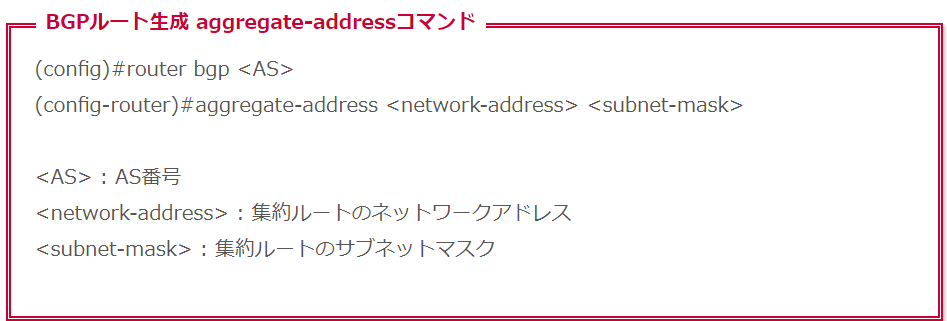 BGPルート生成 aggregate-addressコマンド
(config)#router bgp <AS>
(config-router)#aggregate-address <network-address> <subnet-mask>
<AS> : AS番号
<network-address> : 集約ルートのネットワークアドレス
<subnet-mask> : 集約ルートのサブネットマスク